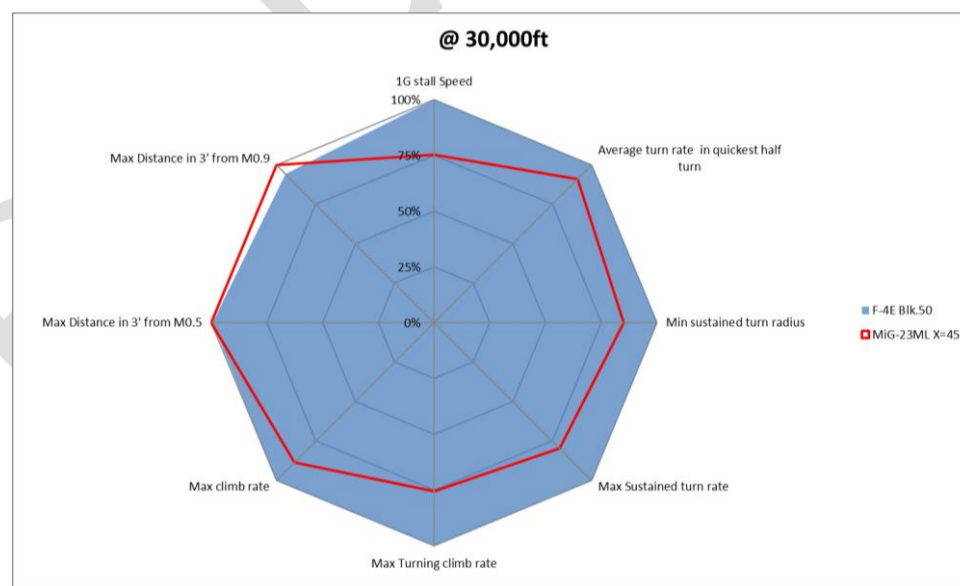 @ 30,000ft
1G stall Speed
100%
Max Distance in 3' from M0.9
75%
Average turn rate in quickest half
turn
50%
25%
Max Distance in 3' from M0.5
0%
Min sustained turn radius
F-4E Blk.50
MiG-23ML X=45
Max climb rate
Max Sustained turn rate
Max Turning climb rate